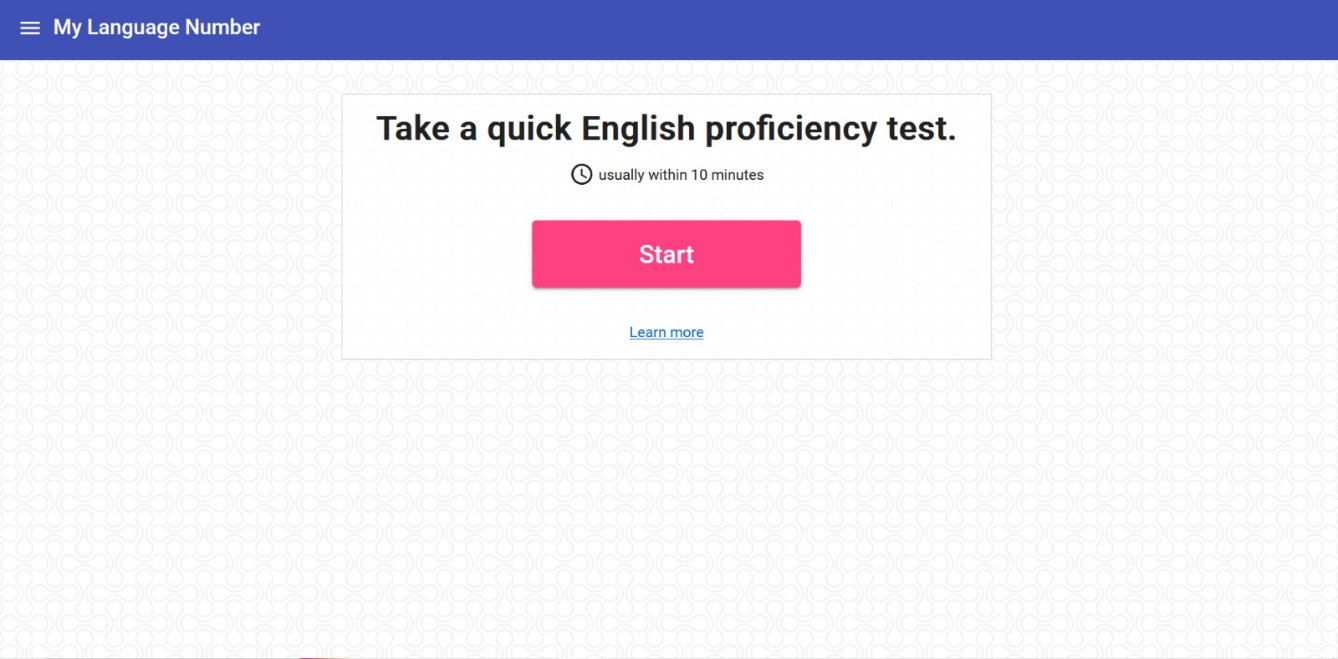 My Language Number
Take a quick English proficiency test.
usually within 10 minutes
Start
Learn more